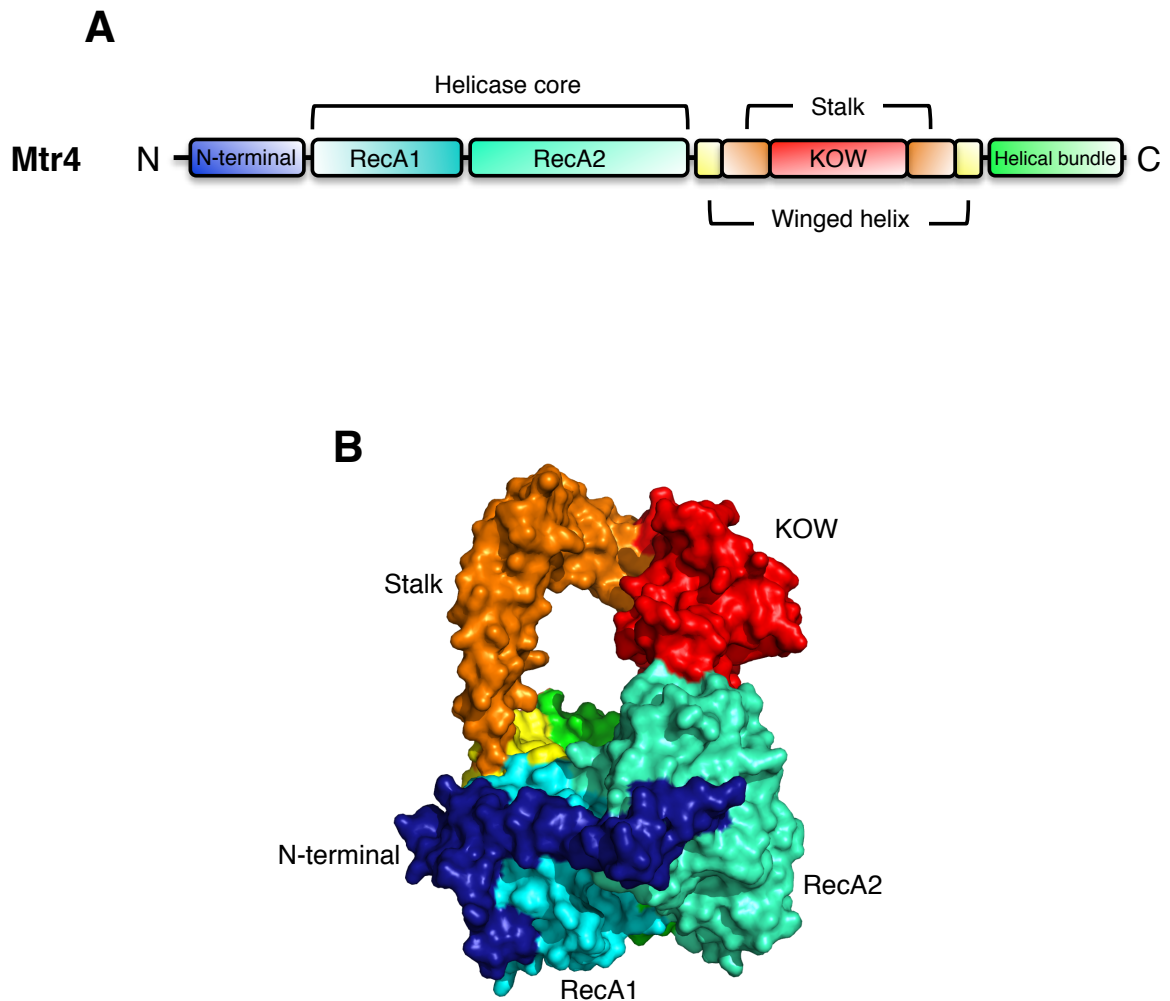 A
Helicase core
Stalk
Mtr4 N N-terminal RecA1 RecA2 KOW Helical bundle C
Winged helix
B
KOW
Stalk
N-terminal
RecA2
RecA1